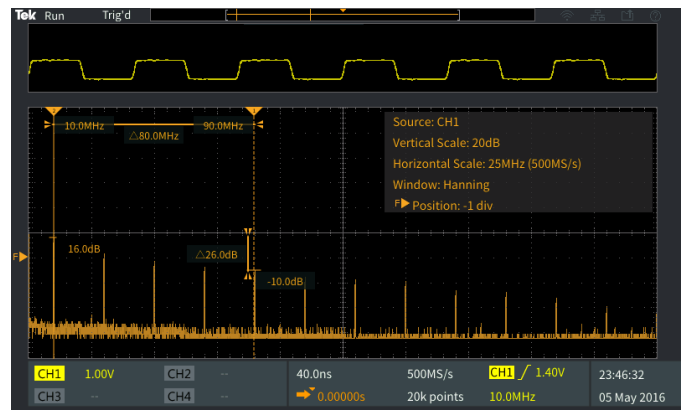 Tek Run Trig'd
10.0MHz 90.0MHz
△80.0MHz
Source: CH1
Vertical Scale: 20dB
Horizontal Scale: 25MHz (500MS/s)
Window: Hanning
F Position: -1 div
16.0dB
△26.0dB
F
-10.0dB
CH1 1.00V CH2 -- 40.0ns 500MS/s CH1 1.40V 23:46:32
CH3 -- CH4 -- 0.00000s 20k points 10.0MHz 05 May 2016